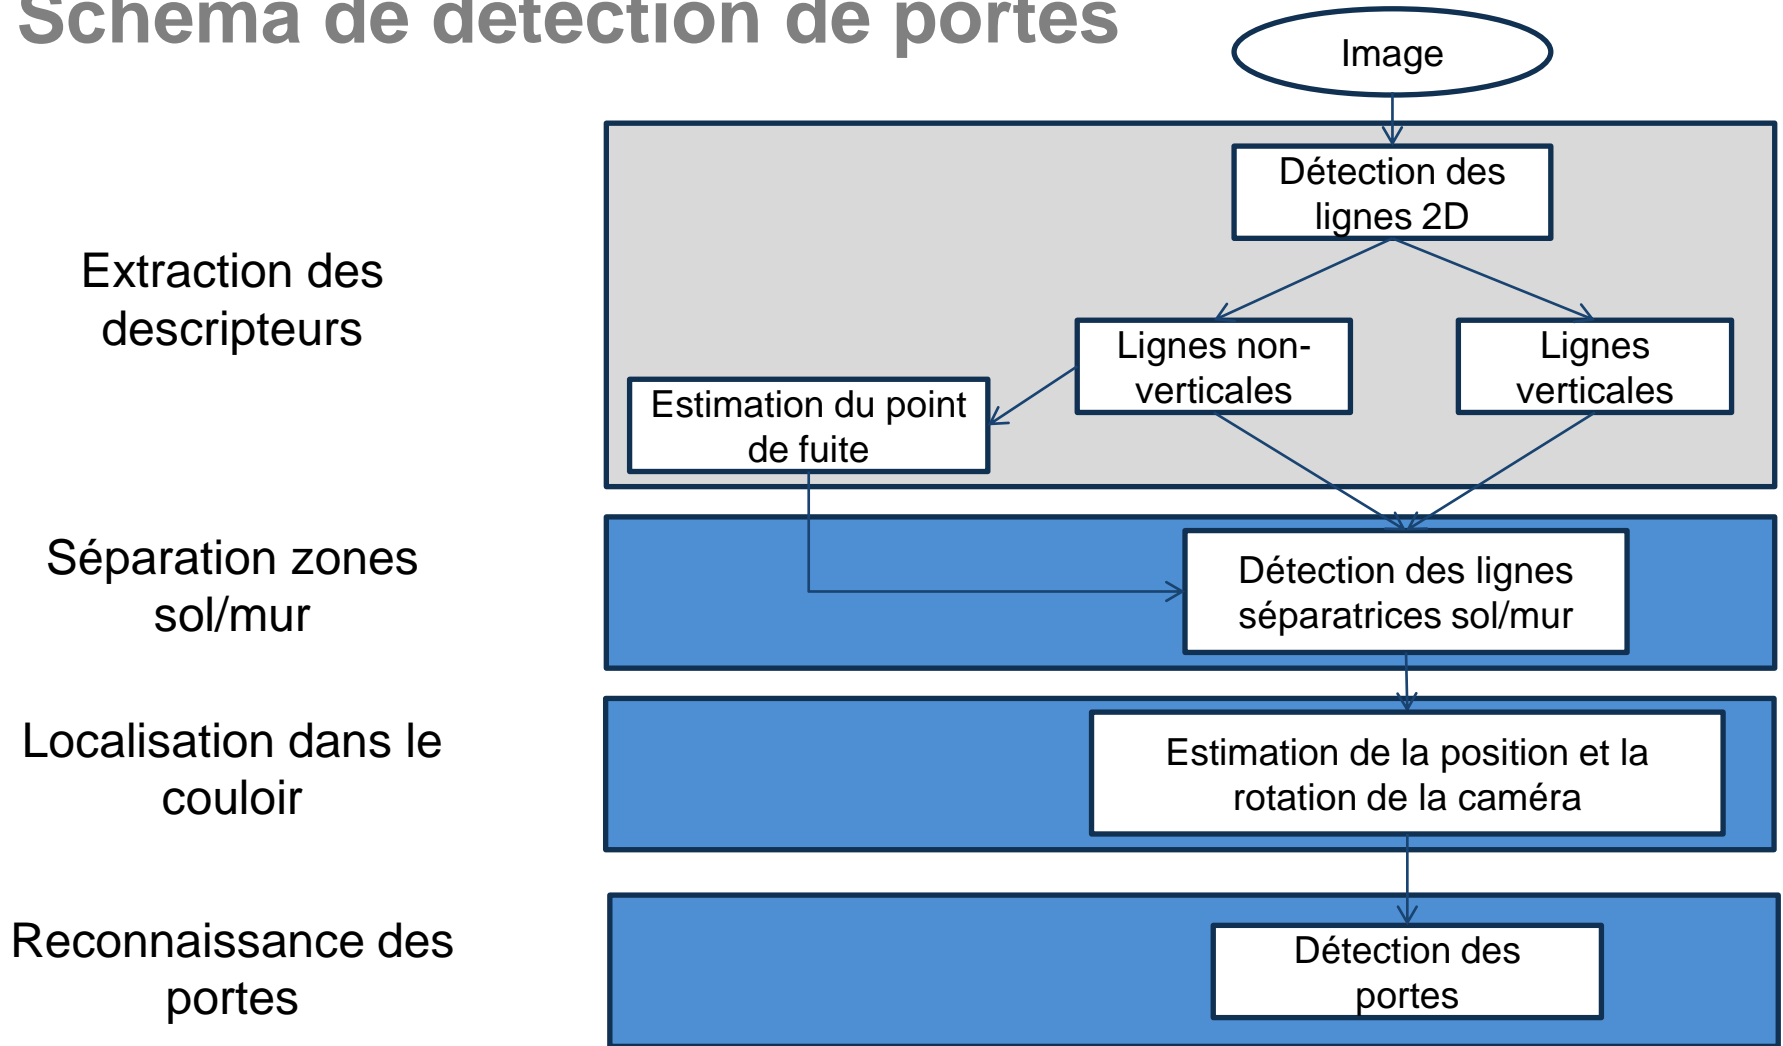 Schéma de détection de portes
Image
Extraction des
descripteurs
Détection des
lignes 2D
Lignes non-
verticales
Lignes
verticales
Estimation du point
de fuite
Séparation zones
sol/mur
Détection des lignes
séparatrices sol/mur
Localisation dans le
couloir
Estimation de la position et la
rotation de la caméra
Reconnaissance des
portes
Détection des
portes